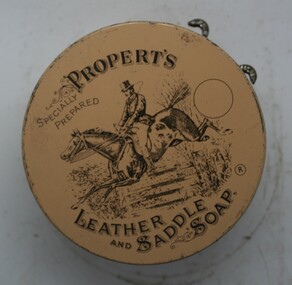 PROPERT'S
SPECIALLY
PREPARED
LEATHER
AND SADDLE
SOAP
®